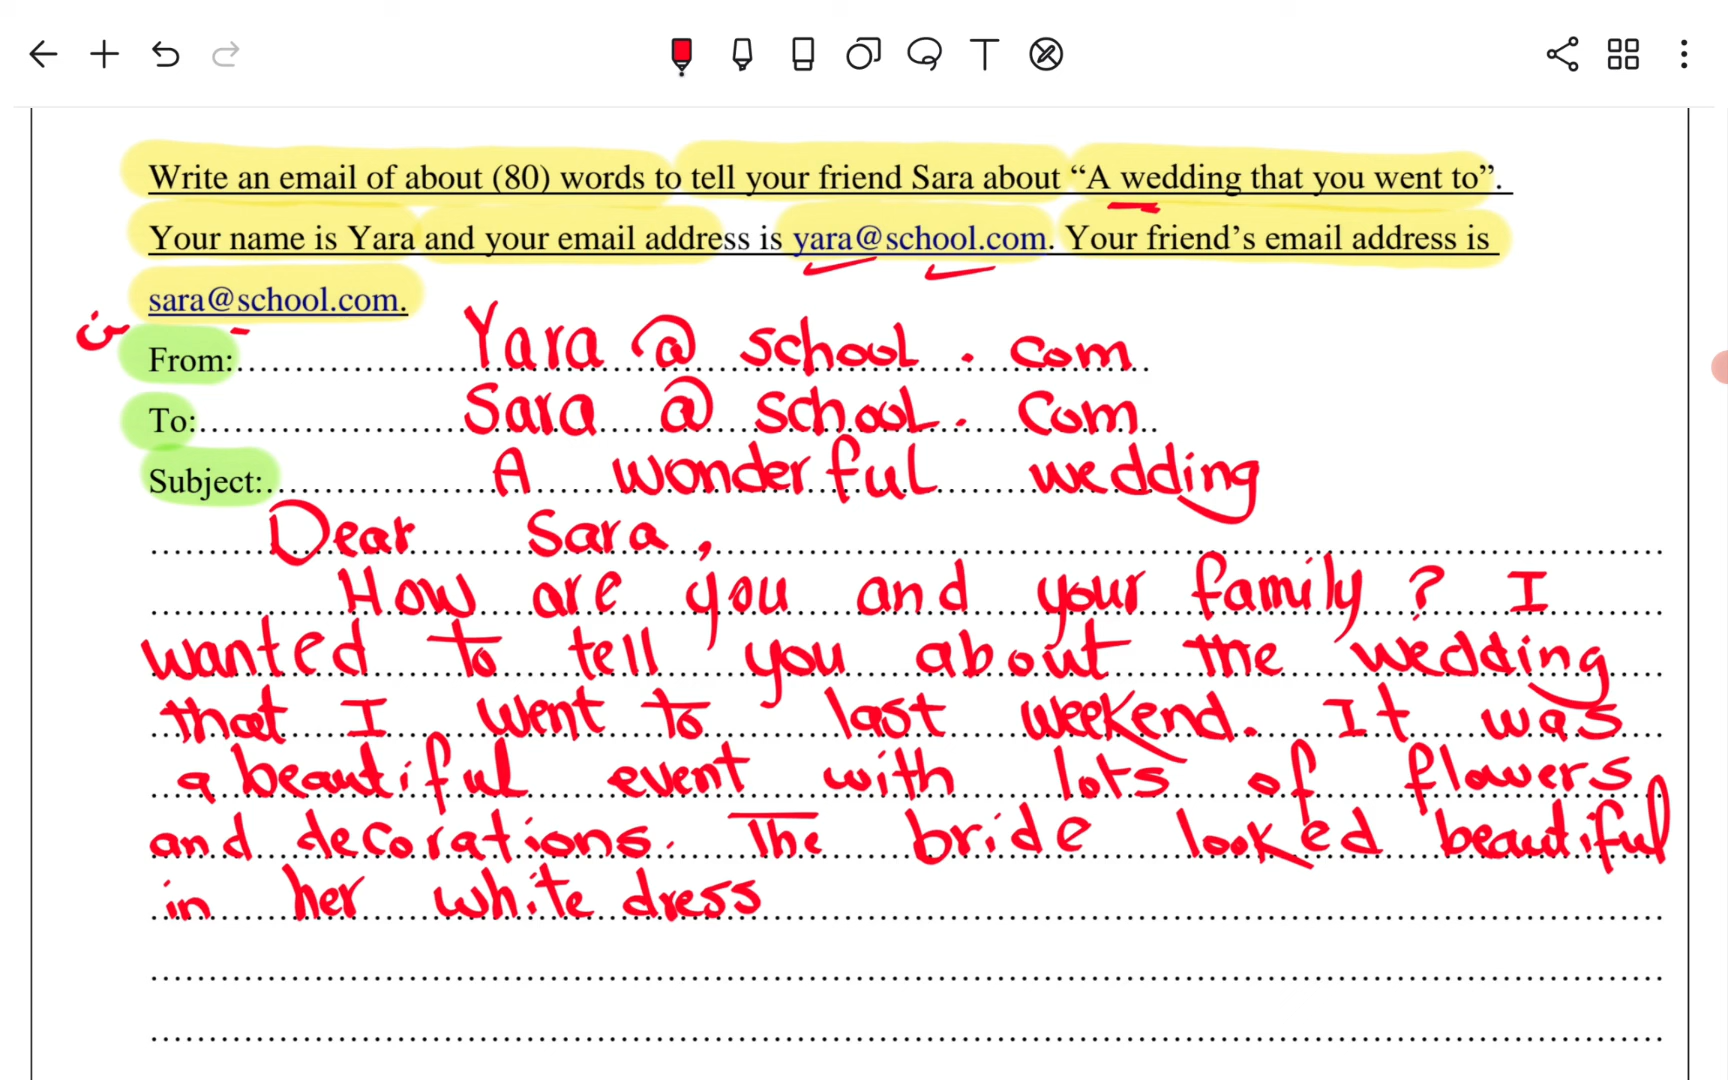 Write an email of about (80) words to tell your friend Sara about “A wedding that you went to”.
Your name is Yara and your email address is yara@school.com. Your friend’s email address is
sara@school.com.
From: Yara @ school . com
To: Sara @ school . Com
Subject: A wonderful wedding
Dear Sara,
How are you and your family? I
wanted to tell you about the wedding
that I went to last weekend. It was
a beautiful event with lots of flowers
and decorations. The bride looked beautiful
in her white dress